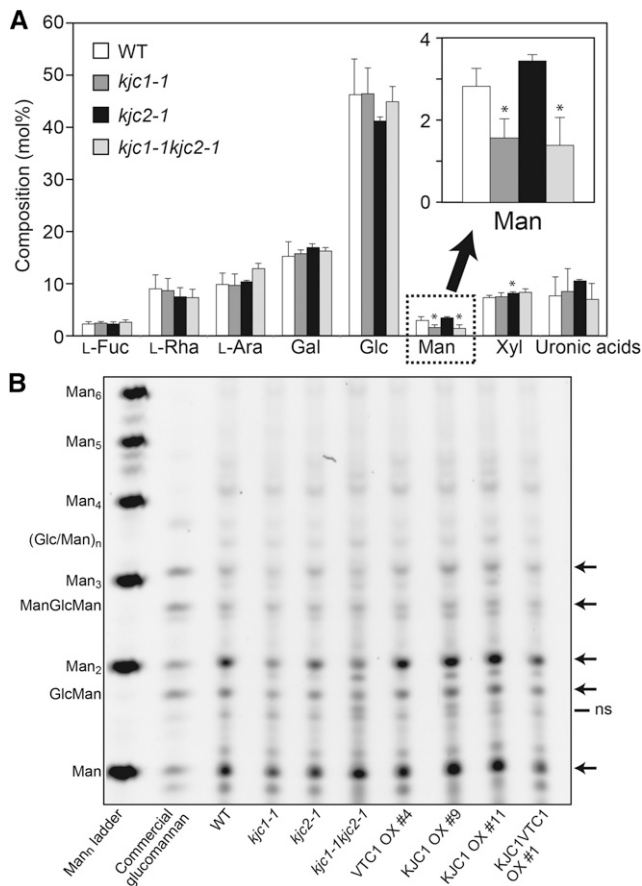 A
Composition (mol%)
60
50
40
30
20
10
0
WT
kjc1-1
kjc2-1
kjc1-1kjc2-1
4
2
0
*
*
Man
* * *
L-Fuc L-Rha L-Ara Gal Glc Man Xyl Uronic acids
B
Man6
Man5
Man4
(Glc/Man)n
Man3
ManGlcMan
Man2
GlcMan
ns
Man
Mann ladder
Commercial
glucomannan
WT
kjc1-1
kjc2-1
kjc1-1kjc2-1
VTC1 OX #4
KJC1 OX #9
KJC1 OX #11
KJC1VTC1
OX #1